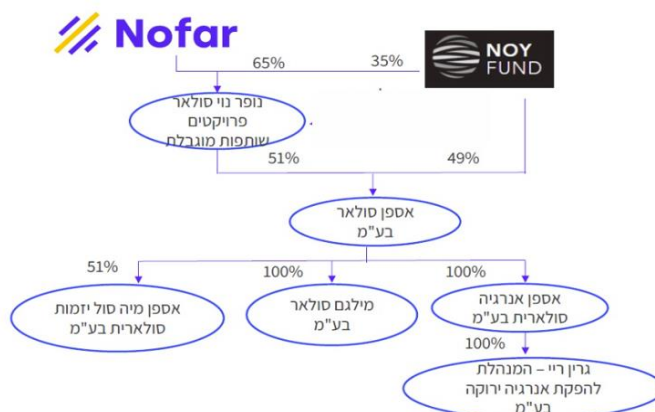 Nofar
NOY
FUND
65%
35%
נופר נוי סולאר
פרויקטים
שותפות מוגבלת
51%
49%
אספן סולאר
בע"מ
51%
100%
100%
אספן מיה סול יזמות
סולארית בע"מ
מילגם סולאר
בע"מ
אספן אנרגיה
סולארית בע"מ
100%
גרין ריי – המנהלת
להפקת אנרגיה ירוקה
בע"מ